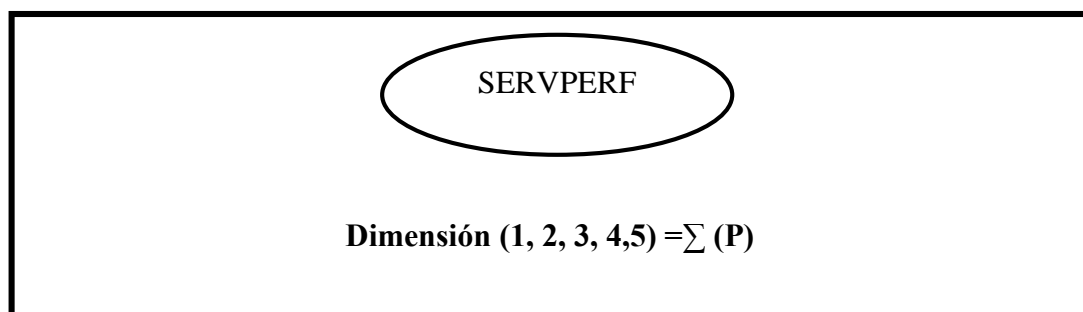 SERVPERF
Dimensión (1, 2, 3, 4,5) =∑ (P)